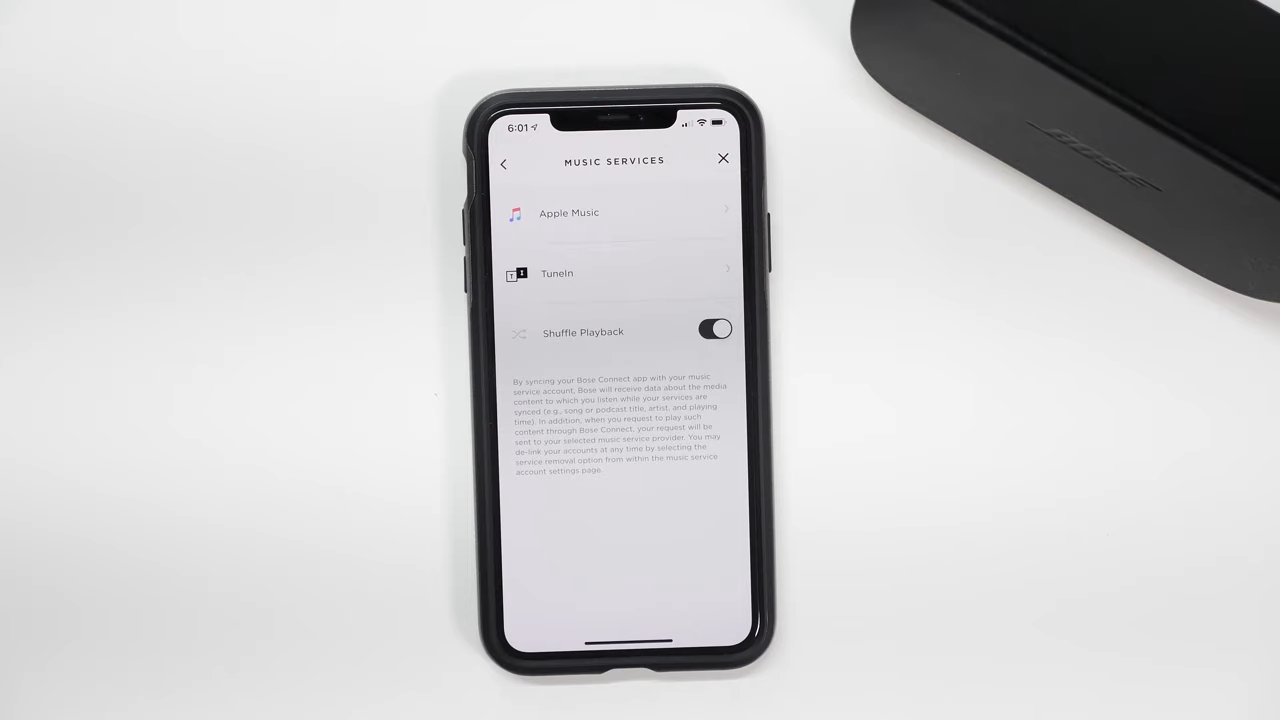 6:01
MUSIC SERVICES
Apple Music
T I
TuneIn
Shuffle Playback
By syncing your Bose Connect app with your music
service account, Bose will receive data about the media
content to which you listen while your services are
synced (e.g., song or podcast title, artist, and playing
time). In addition, when you request to play such
content through Bose Connect, your request will be
sent to your selected music service provider. You may
de-link your accounts at any time by selecting the
service removal option from within the music service
account settings page.
BOSE